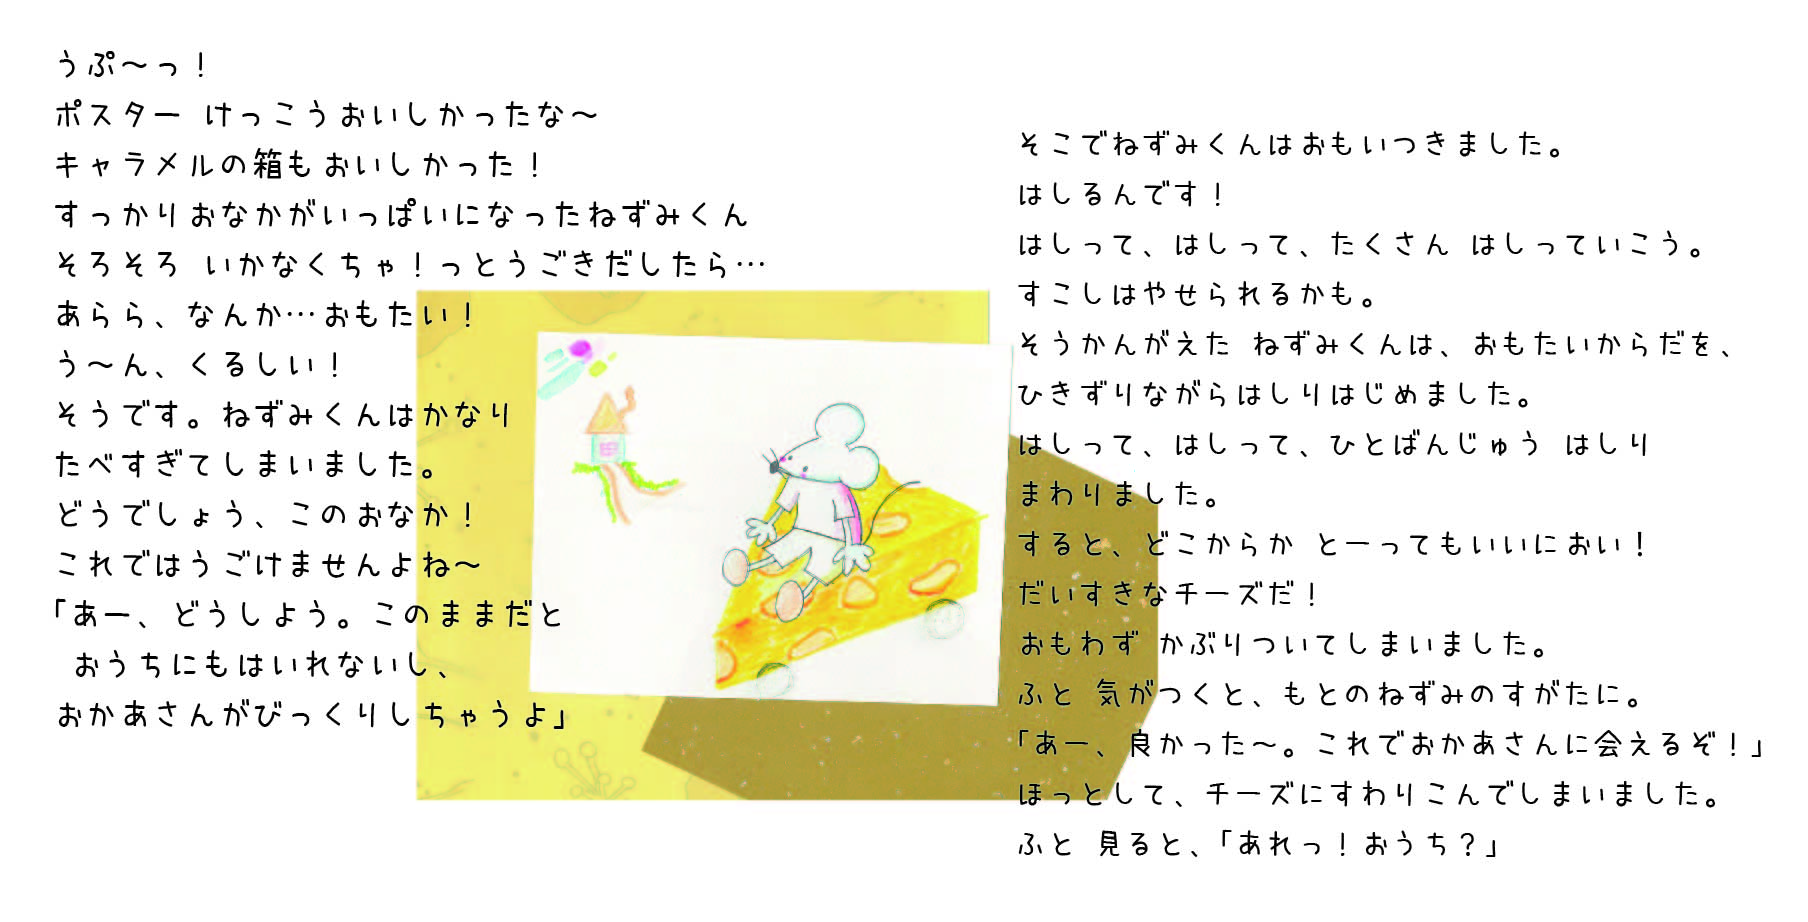 うぷ〜っ!
ポスター けっこうおいしかったな〜
キャラメルの箱もおいしかった!
すっかりおなかがいっぱいになったねずみくん
そろそろ いかなくちゃ!っとうごきだしたら…
あらら、なんか…おもたい!
う〜ん、くるしい!
そうです。ねずみくんはかなり
たべすぎてしまいました。
どうでしょう、このおなか!
これではうごけませんよね〜
「あー、どうしよう。このままだと
おうちにもはいれないし、
おかあさんがびっくりしちゃうよ」
そこでねずみくんはおもいつきました。
はしるんです!
はしって、はしって、たくさん はしっていこう。
すこしはやせられるかも。
そうかんがえた ねずみくんは、おもたいからだを、
ひきずりながらはしりはじめました。
はしって、はしって、ひとばんじゅう はしり
まわりました。
すると、どこからか とーってもいいにおい!
だいすきなチーズだ!
おもわず かぶりついてしまいました。
ふと 気がつくと、もとのねずみのすがたに。
「あー、良かった〜。これでおかあさんに会えるぞ!」
ほっとして、チーズにすわりこんでしまいました。
ふと 見ると、「あれっ!おうち?」